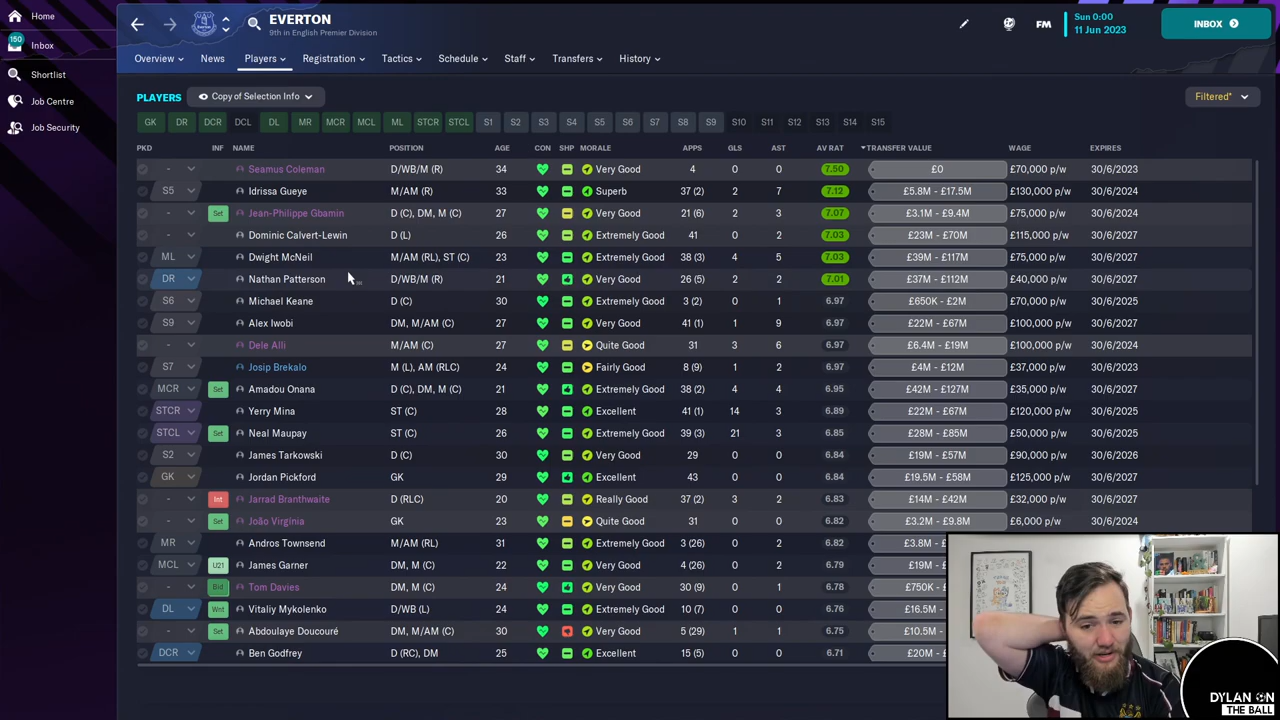 Home
150
Inbox
Shortlist
Job Centre
Job Security
EVERTON
9th in English Premier Division
FM
Sun 0:00
11 Jun 2023
INBOX
Overview News Players Registration Tactics Schedule Staff Transfers History
PLAYERS Copy of Selection Info Filtered*
GK DR DCR DCL DL MR MCR MCL ML STCR STCL S1 S2 S3 S4 S5 S6 S7 S8 S9 S10 S11 S12 S13 S14 S15
PKD INF NAME POSITION AGE CON SHP MORALE APPS GLS AST AV RAT TRANSFER VALUE WAGE EXPIRES
Seamus Coleman D/WB/M (R) 34 Very Good 4 0 0 7.50 £0 £70,000 p/w 30/6/2023
S5 Idrissa Gueye M/AM (R) 33 Superb 37 (2) 2 7 7.12 £5.8M - £17.5M £130,000 p/w 30/6/2024
- Set Jean-Philippe Gbamin D (C), DM, M (C) 27 Very Good 21 (6) 2 3 7.07 £3.1M - £9.4M £75,000 p/w 30/6/2024
- Dominic Calvert-Lewin D (L) 26 Extremely Good 41 0 2 7.03 £23M - £70M £115,000 p/w 30/6/2027
ML Dwight McNeil M/AM (RL), ST (C) 23 Extremely Good 38 (3) 4 5 7.03 £39M - £117M £75,000 p/w 30/6/2027
DR Nathan Patterson D/WB/M (R) 21 Very Good 26 (5) 2 2 7.01 £37M - £112M £40,000 p/w 30/6/2027
S6 Michael Keane D (C) 30 Extremely Good 3 (2) 0 1 6.97 £650K - £2M £70,000 p/w 30/6/2025
S9 Alex Iwobi DM, M/AM (C) 27 Very Good 41 (1) 1 9 6.97 £22M - £67M £100,000 p/w 30/6/2027
- Dele Alli M/AM (C) 27 Quite Good 31 3 6 6.97 £6.4M - £19M £100,000 p/w 30/6/2024
S7 Josip Brekalo M (L), AM (RLC) 24 Fairly Good 8 (9) 1 2 6.97 £4M - £12M £37,000 p/w 30/6/2023
MCR Set Amadou Onana D (C), DM, M (C) 21 Extremely Good 38 (2) 4 4 6.95 £42M - £127M £35,000 p/w 30/6/2027
STCR Yerry Mina ST (C) 28 Excellent 41 (1) 14 3 6.89 £22M - £67M £120,000 p/w 30/6/2025
STCL Set Neal Maupay ST (C) 26 Extremely Good 39 (3) 21 3 6.85 £28M - £85M £50,000 p/w 30/6/2025
S2 James Tarkowski D (C) 30 Very Good 29 0 0 6.84 £19M - £57M £90,000 p/w 30/6/2026
GK Jordan Pickford GK 29 Excellent 43 0 0 6.84 £19.5M - £58M £125,000 p/w 30/6/2027
- Int Jarrad Branthwaite D (RLC) 20 Really Good 37 (2) 3 2 6.83 £14M - £42M £32,000 p/w 30/6/2027
- Set João Virgínia GK 23 Quite Good 31 0 0 6.82 £3.2M - £9.8M £6,000 p/w 30/6/2024
MR Andros Townsend M/AM (RL) 31 Extremely Good 3 (26) 0 1 6.82 £3.8M -
MCL U21 James Garner DM, M (C) 22 Very Good 4 (26) 0 1 6.79 £19M -
- Bid Tom Davies DM, M (C) 24 Very Good 30 (9) 0 1 6.78 £750K -
DL Wnt Vitaliy Mykolenko D/WB (L) 24 Extremely Good 10 (7) 0 0 6.76 £16.5M -
- Set Abdoulaye Doucouré DM, M/AM (C) 30 Very Good 5 (29) 1 1 6.75 £10.5M -
DCR Ben Godfrey D (RC), DM 25 Excellent 15 (5) 0 0 6.71 £20M -
DYLAN ON
THE BALL